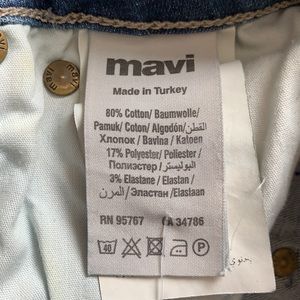 mavi
Made in Turkey
80% Cotton/ Baumwolle/
Pamuk/ Coton/ Algodón/القطن/
Хлопок / Bavlna / Katoen
17% Polyester/ Poliester /
Полиэстер /البوليستر/
3% Elastane / Elastan /
المرن/ Эластан /Elastaan
RN 95767 CA 34786
40
P
mavi